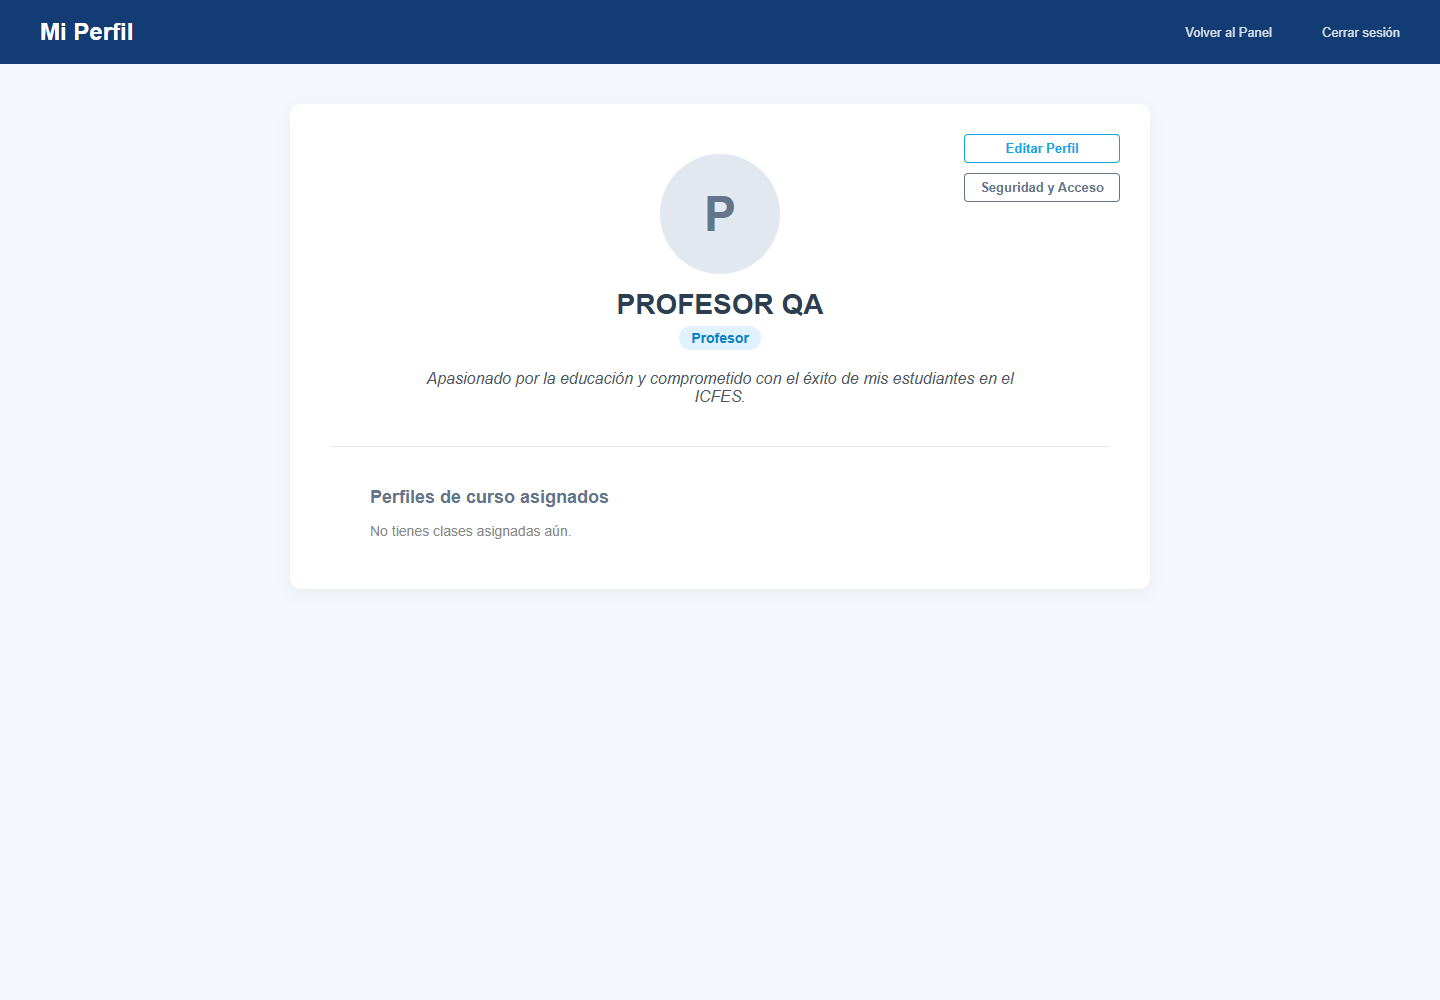 Mi Perfil
Volver al Panel
Cerrar sesión
Editar Perfil
Seguridad y Acceso
P
PROFESOR QA
Profesor
Apasionado por la educación y comprometido con el éxito de mis estudiantes en el
ICFES.
Perfiles de curso asignados
No tienes clases asignadas aún.